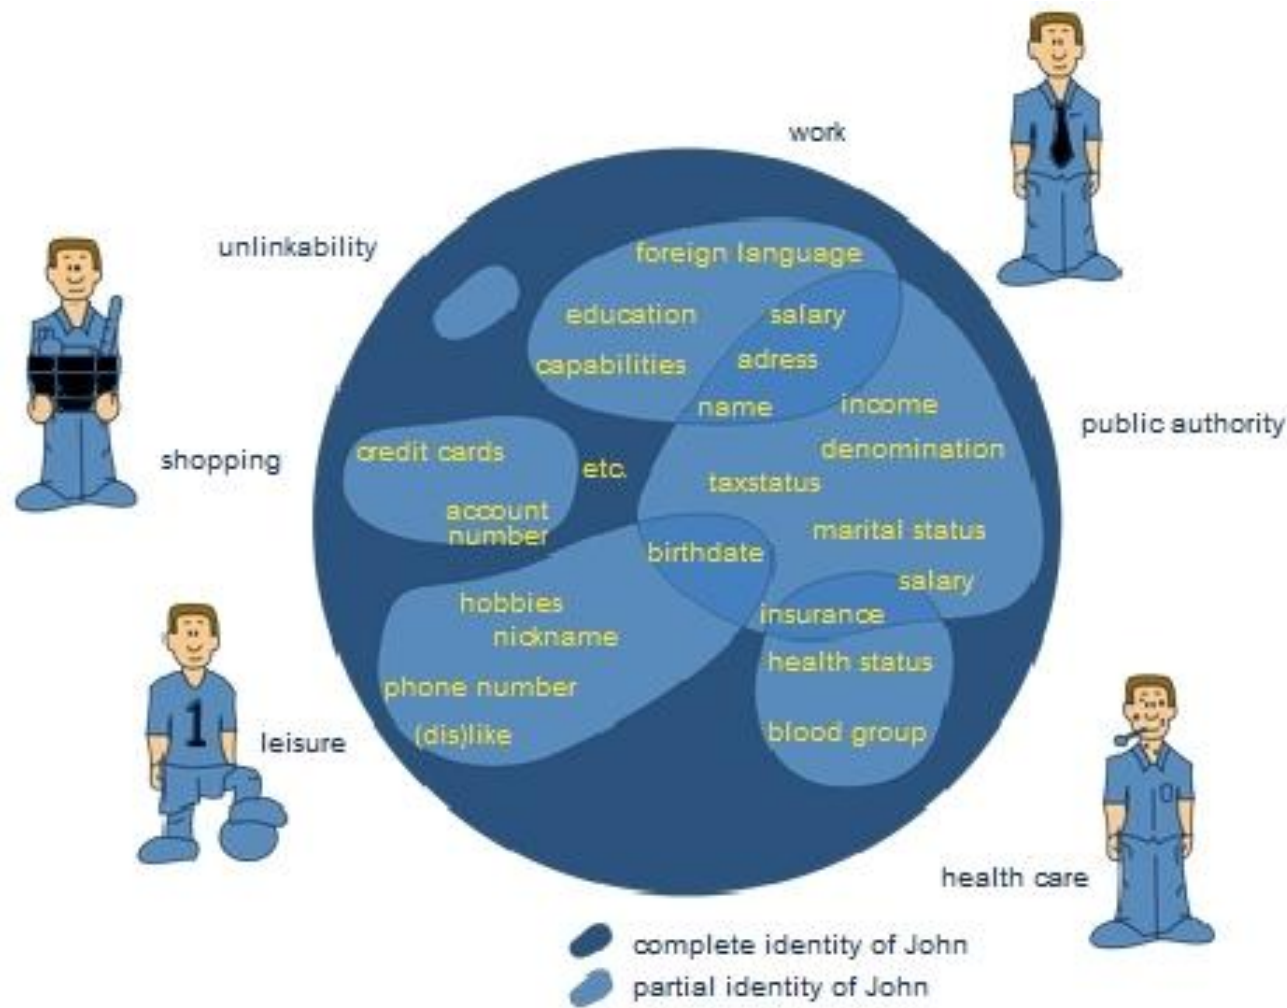 work
unlinkability
foreign language
education
salary
capabilities
adress
name
income
public authority
denomination
credit cards
shopping
etc.
taxstatus
account
number
marital status
birthdate
salary
hobbies
insurance
nickname
health status
phone number
(dis)like
blood group
1
leisure
health care
complete identity of John
partial identity of John